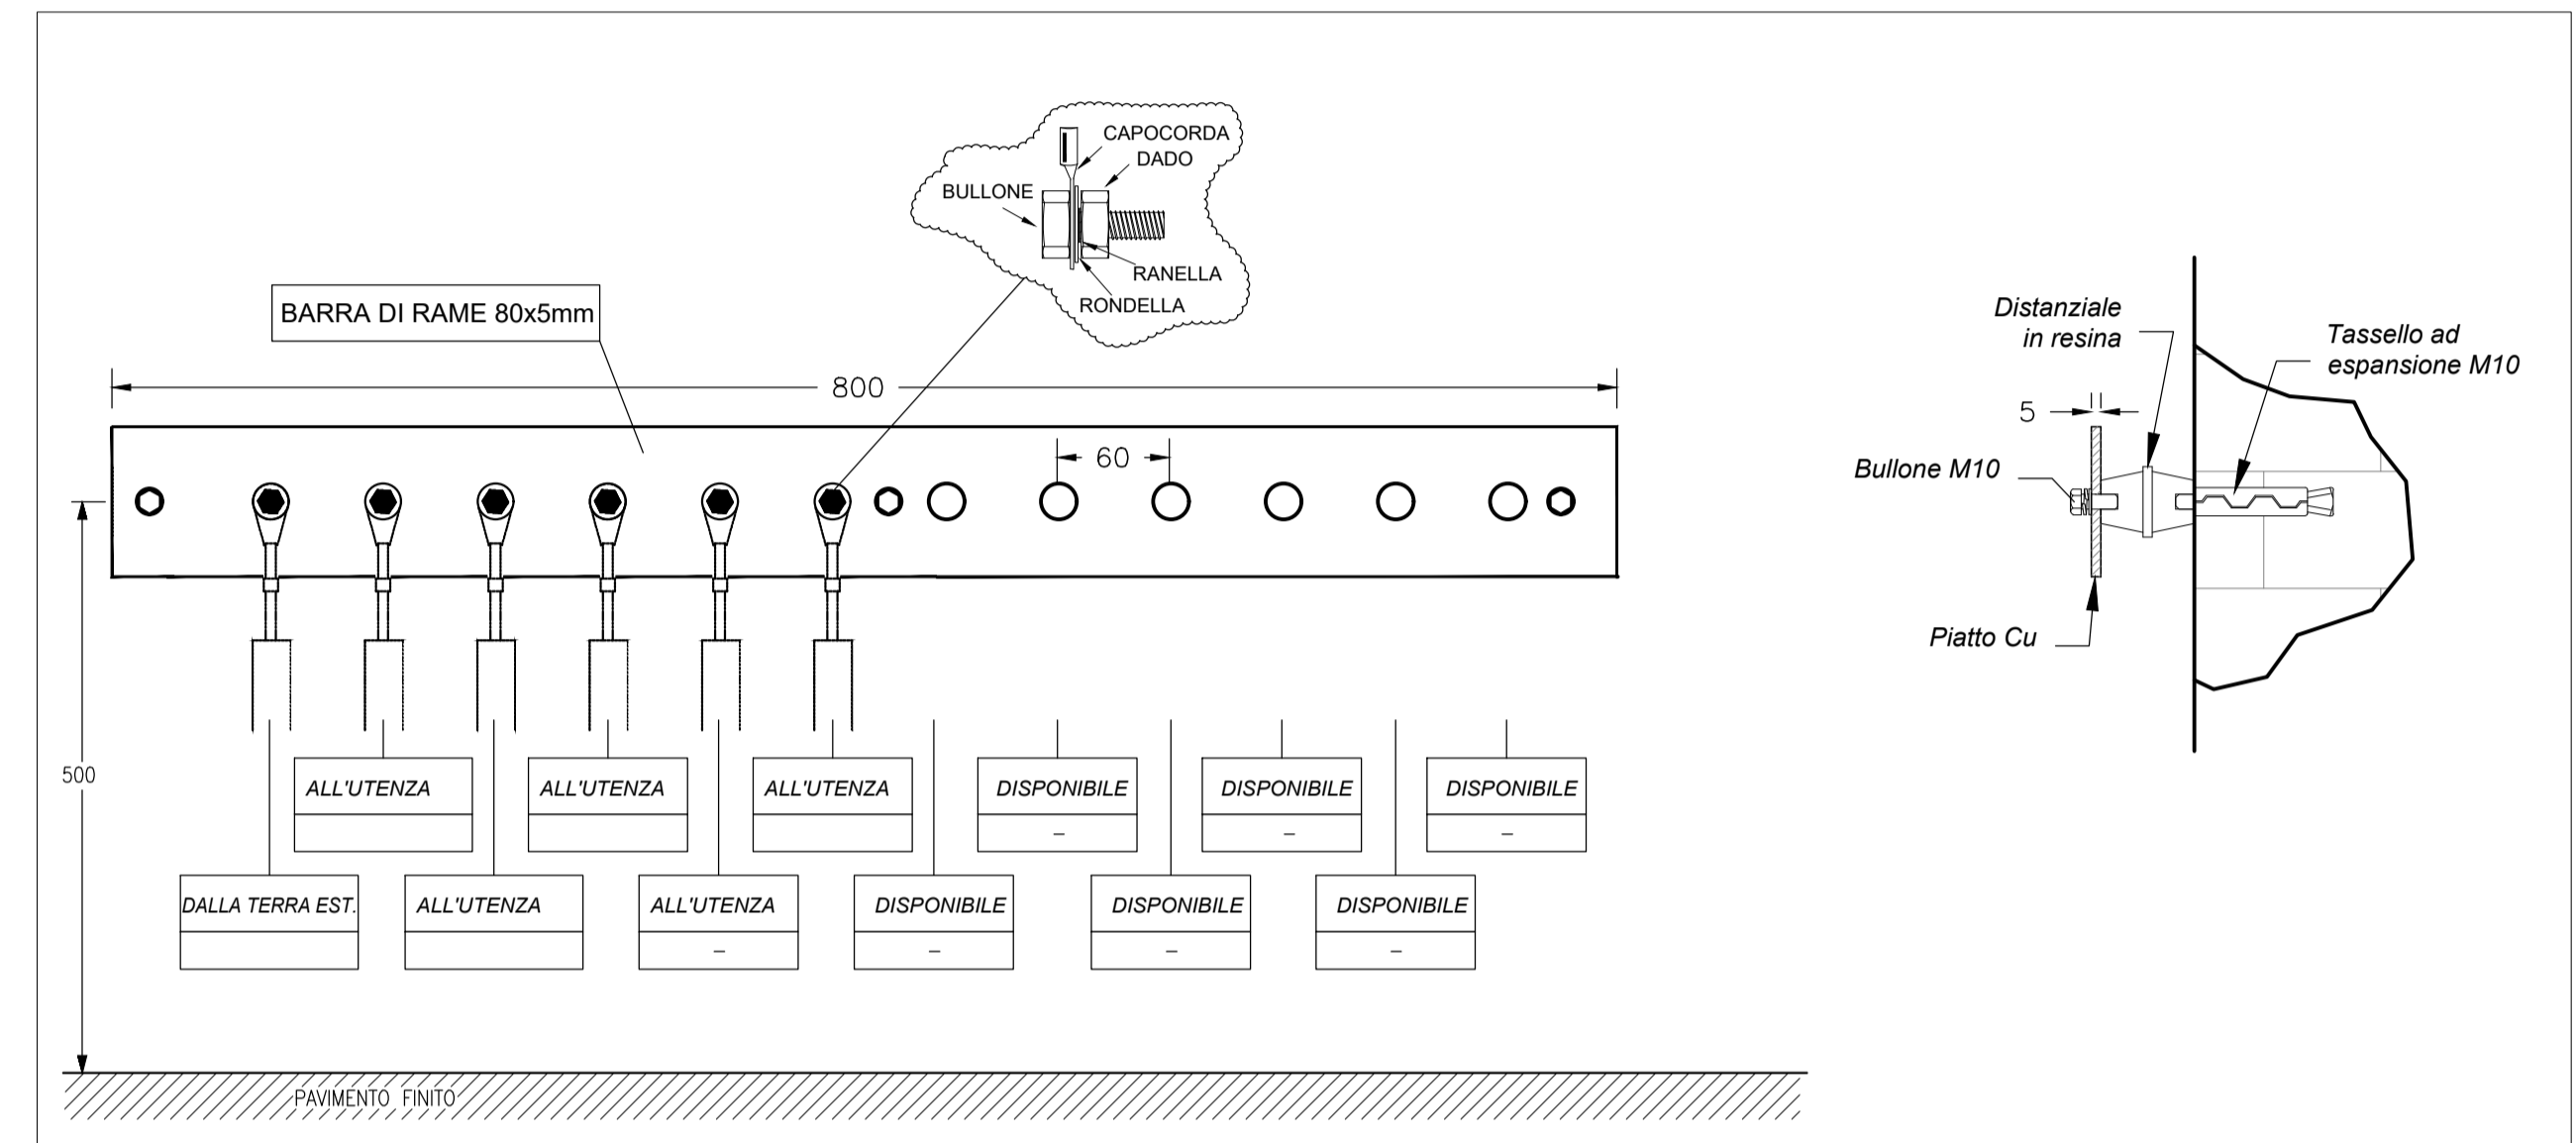 CAPOCORDA
DADO
BULLONE
RANELLA
RONDELLA
BARRA DI RAME 80x5mm
800
60
500
ALL'UTENZA
ALL'UTENZA
ALL'UTENZA
DISPONIBILE
–
DISPONIBILE
–
DISPONIBILE
–
DALLA TERRA EST.
ALL'UTENZA
ALL'UTENZA
–
DISPONIBILE
–
DISPONIBILE
–
DISPONIBILE
–
PAVIMENTO FINITO
Distanziale
in resina
Tassello ad
espansione M10
5
Bullone M10
Piatto Cu